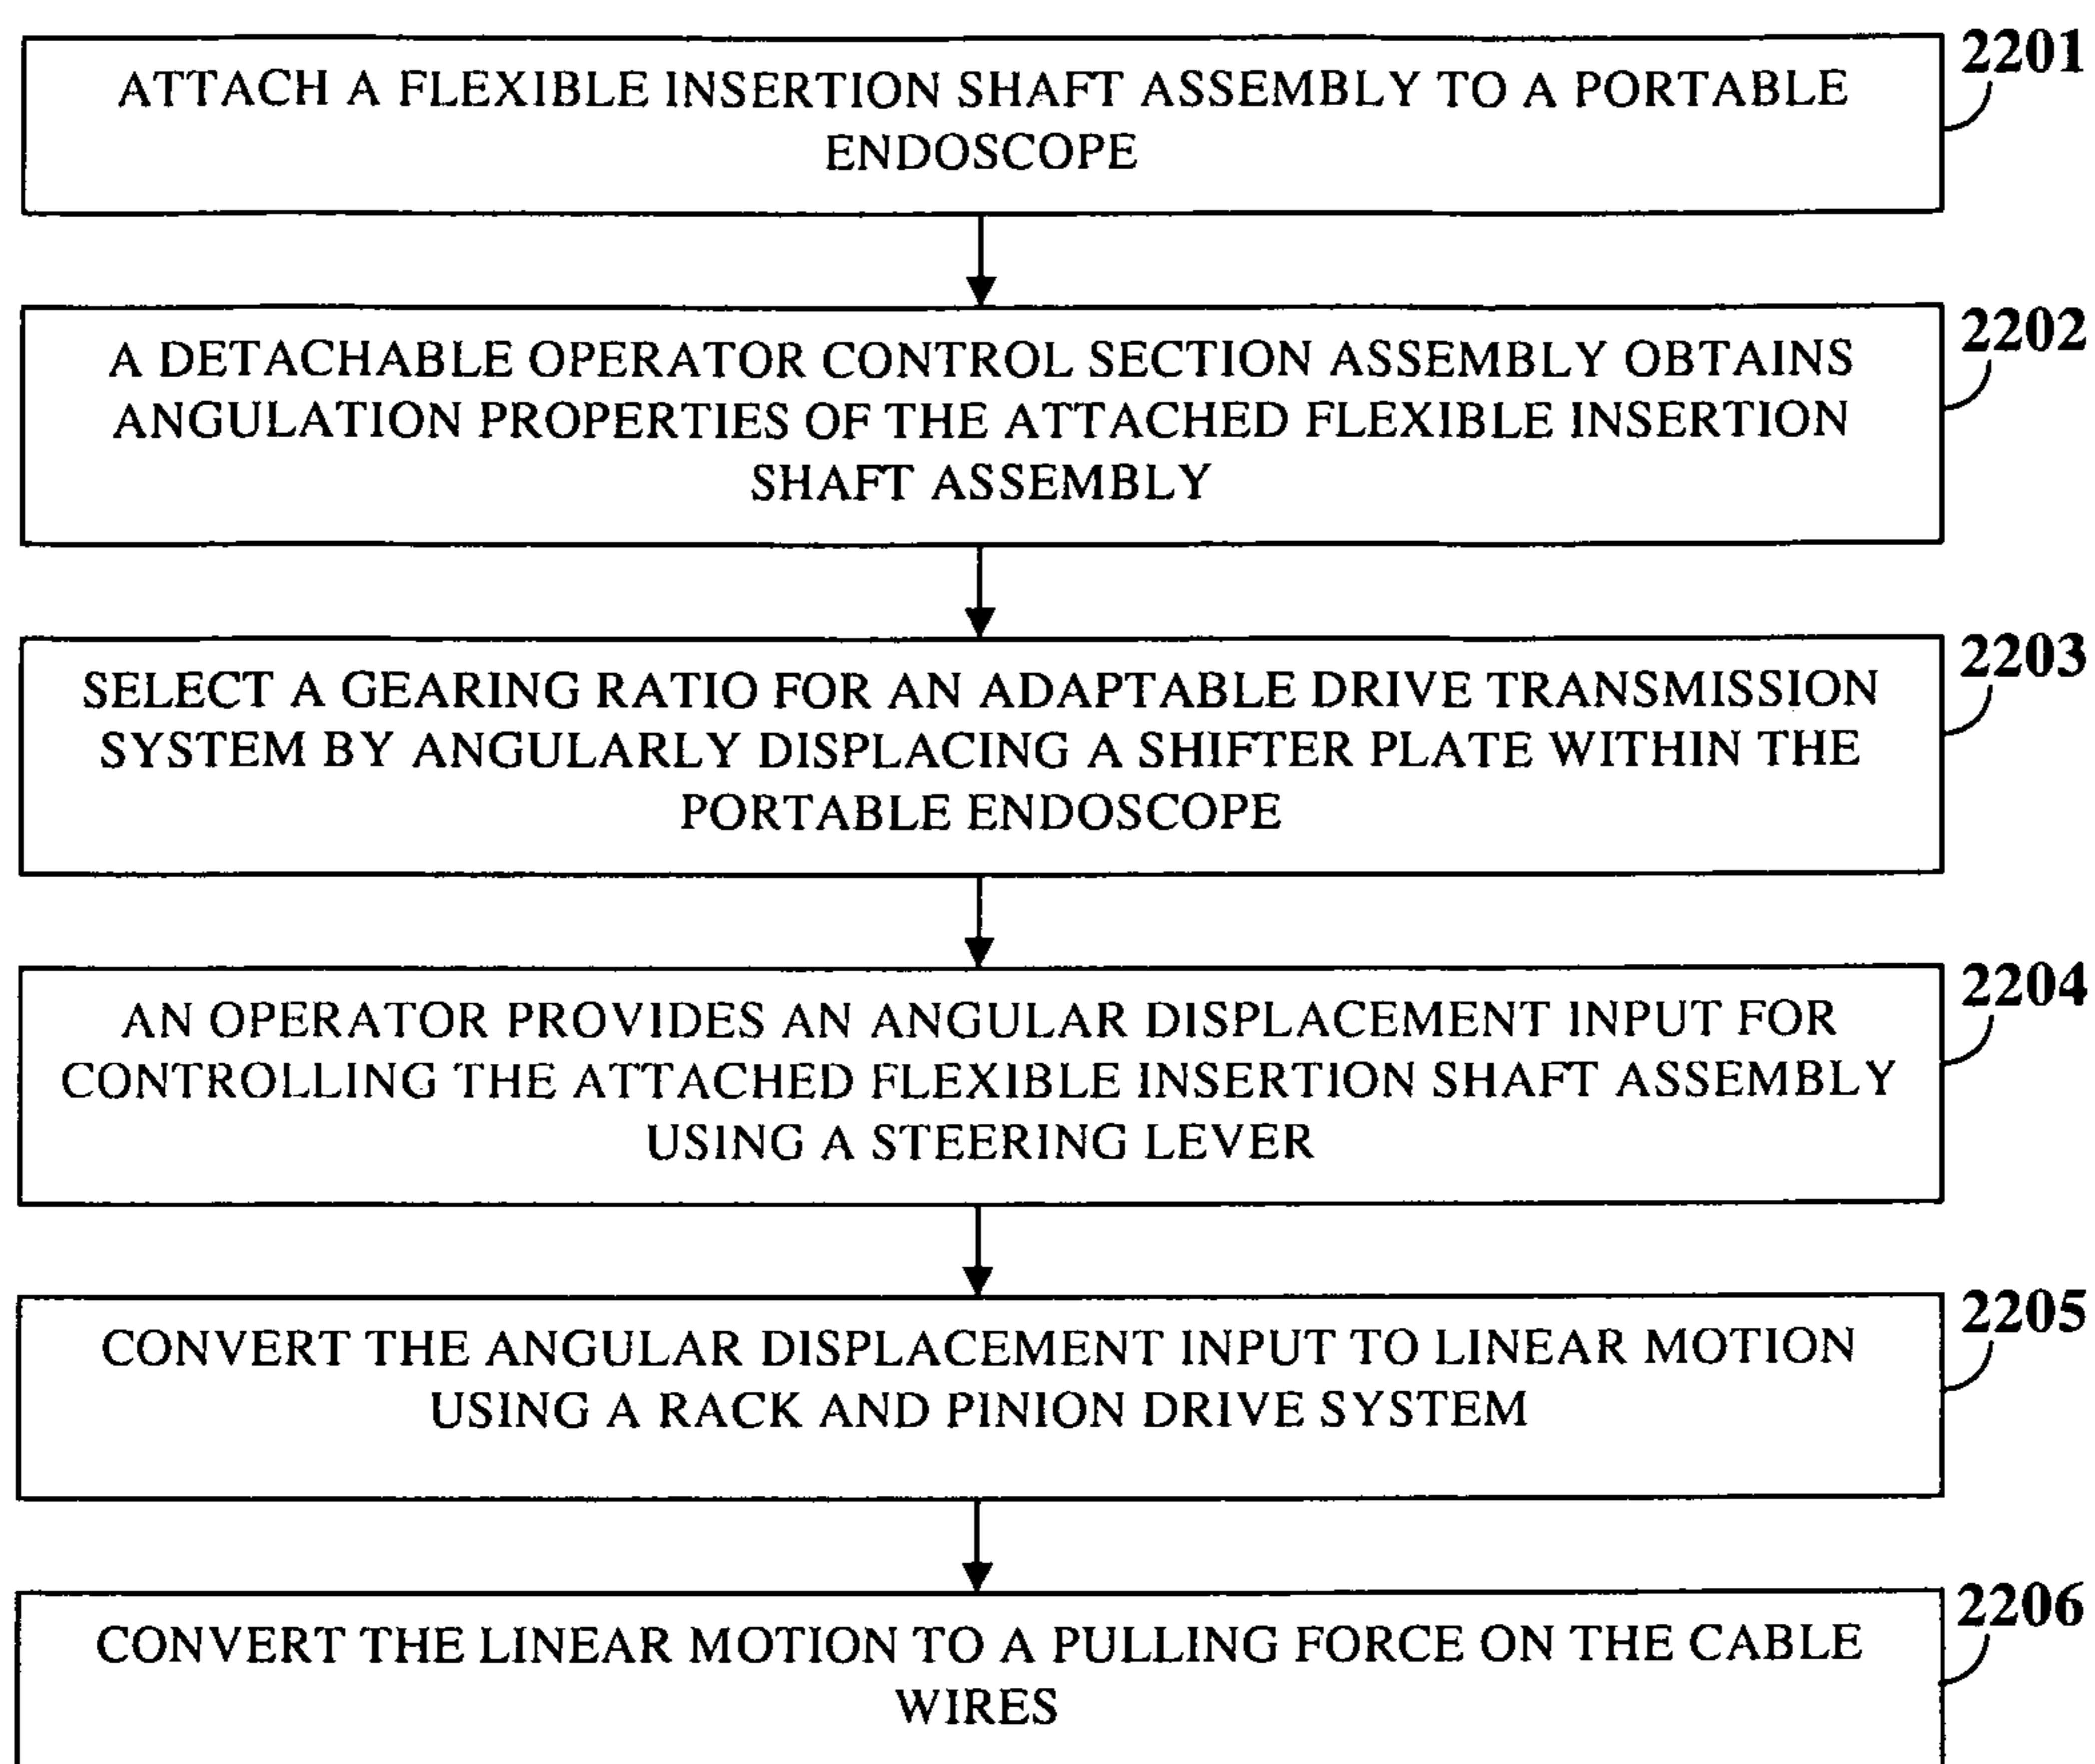 2201
ATTACH A FLEXIBLE INSERTION SHAFT ASSEMBLY TO A PORTABLE
ENDOSCOPE
2202
A DETACHABLE OPERATOR CONTROL SECTION ASSEMBLY OBTAINS
ANGULATION PROPERTIES OF THE ATTACHED FLEXIBLE INSERTION
SHAFT ASSEMBLY
2203
SELECT A GEARING RATIO FOR AN ADAPTABLE DRIVE TRANSMISSION
SYSTEM BY ANGULARLY DISPLACING A SHIFTER PLATE WITHIN THE
PORTABLE ENDOSCOPE
2204
AN OPERATOR PROVIDES AN ANGULAR DISPLACEMENT INPUT FOR
CONTROLLING THE ATTACHED FLEXIBLE INSERTION SHAFT ASSEMBLY
USING A STEERING LEVER
2205
CONVERT THE ANGULAR DISPLACEMENT INPUT TO LINEAR MOTION
USING A RACK AND PINION DRIVE SYSTEM
2206
CONVERT THE LINEAR MOTION TO A PULLING FORCE ON THE CABLE
WIRES